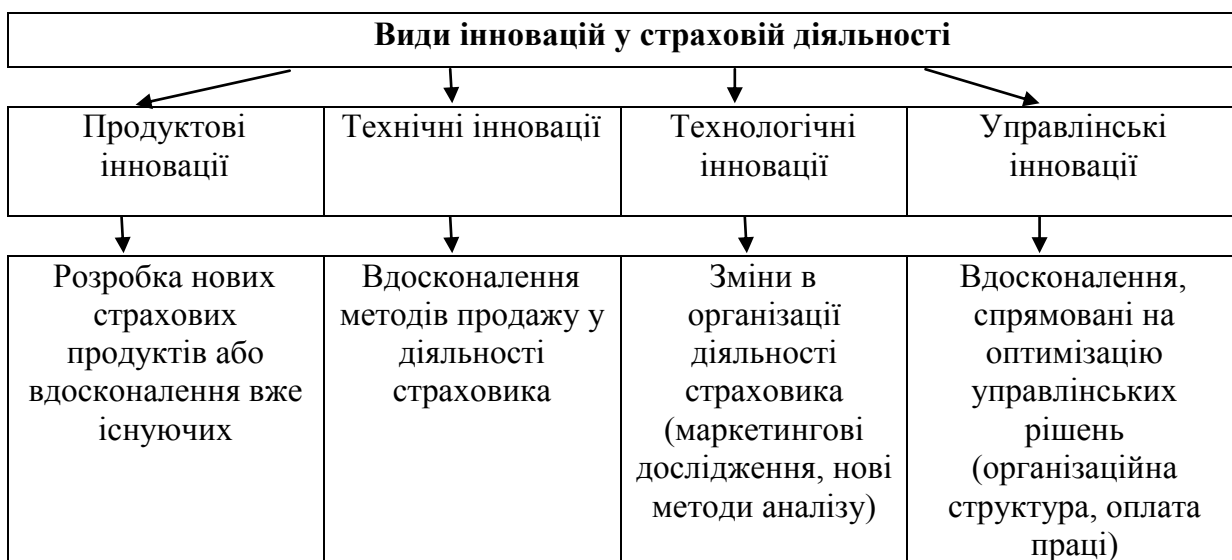 Види інновацій у страховій діяльності
Продуктові
інновації
Технічні інновації
Технологічні
інновації
Управлінські
інновації
Розробка нових
страхових
продуктів або
вдосконалення вже
існуючих
Вдосконалення
методів продажу у
діяльності
страховика
Зміни в
організації
діяльності
страховика
(маркетингові
дослідження, нові
методи аналізу)
Вдосконалення,
спрямовані на
оптимізацію
управлінських
рішень
(організаційна
структура, оплата
праці)